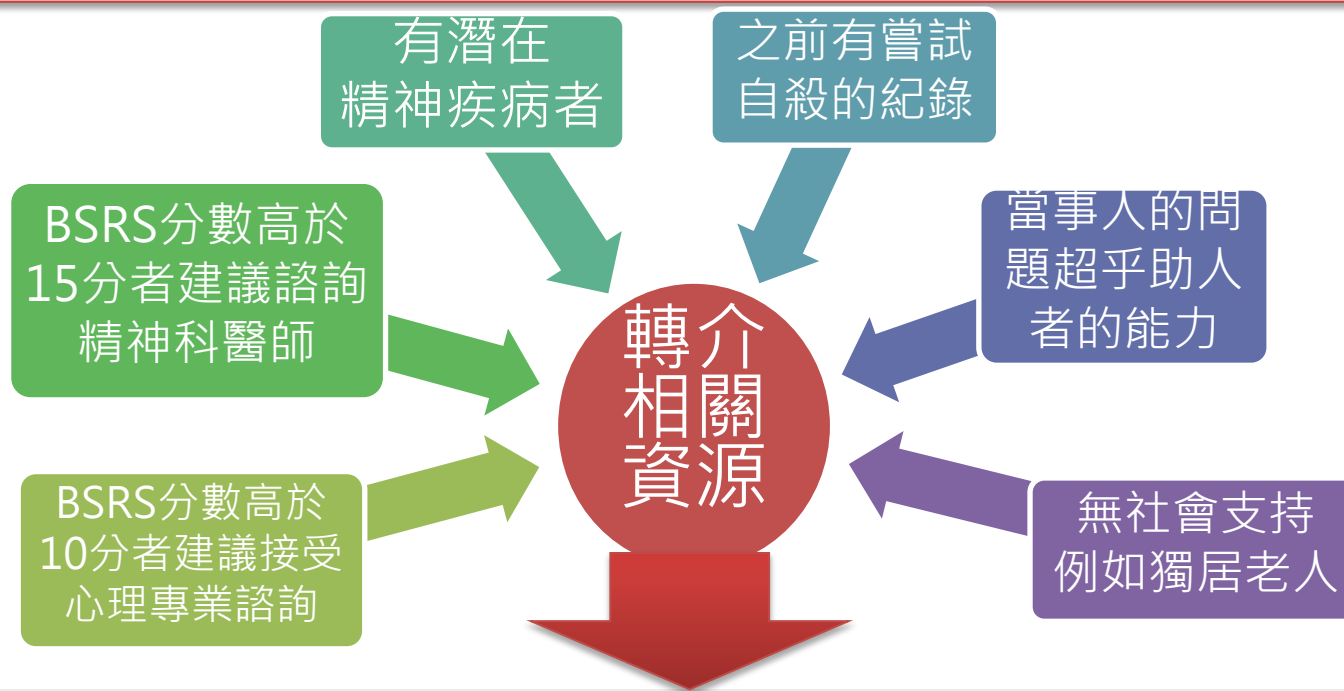 有潛在
精神疾病者
之前有嘗試
自殺的紀錄
BSRS分數高於
15分者建議諮詢
精神科醫師
當事人的問
題超乎助人
者的能力
轉介
相關
資源
BSRS分數高於
10分者建議接受
心理專業諮詢
無社會支持
例如獨居老人